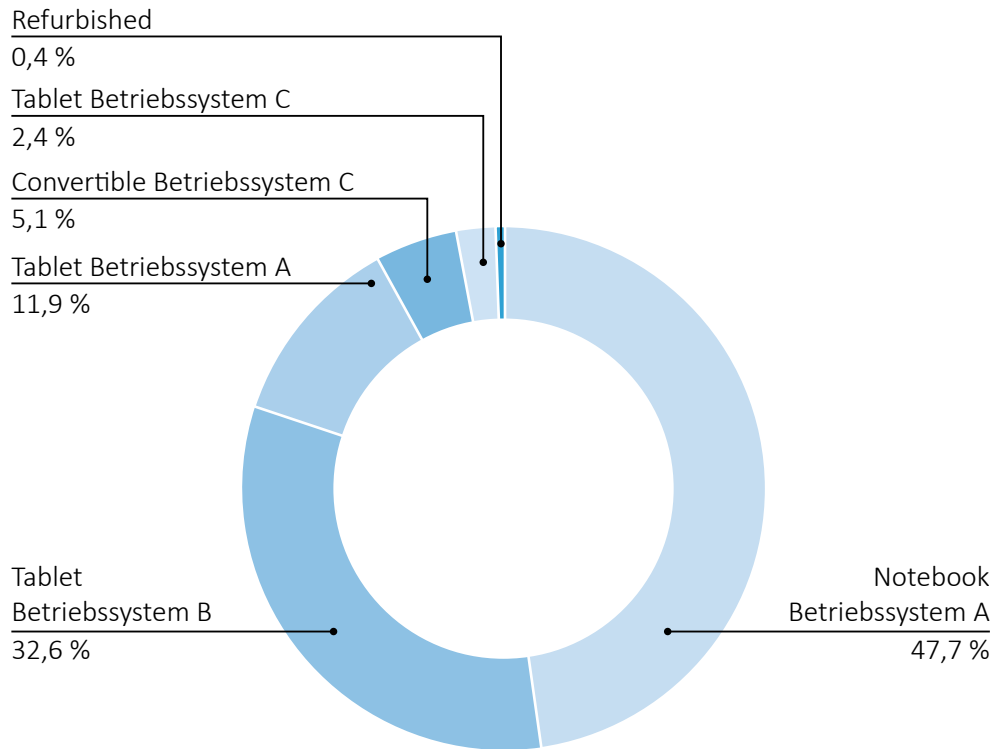 Refurbished
0,4 %
Tablet Betriebssystem C
2,4 %
Convertible Betriebssystem C
5,1 %
Tablet Betriebssystem A
11,9 %
Tablet
Betriebssystem B
32,6 %
Notebook
Betriebssystem A
47,7 %